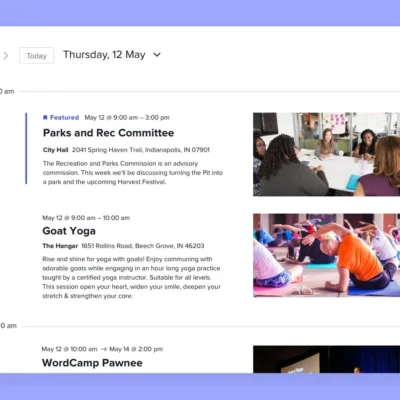 Today Thursday, 12 May
0 am
Featured May 12 @ 9:00 am – 3:00 pm
Parks and Rec Committee
City Hall 2041 Spring Haven Trail, Indianapolis, IN 07901
The Recreation and Parks Commission is an advisory
commission. This week we'll be discussing turning the Pit into
a park and the upcoming Harvest Festival.
May 12 @ 9:00 am – 10:00 am
Goat Yoga
The Hangar 1651 Rollins Road, Beech Grove, IN 46203
Rise and shine for yoga with goats! Enjoy communing with
adorable goats while engaging in an hour long yoga practice
taught by a certified yoga instructor. Suitable for all levels.
This session open your heart, widen your smile, deepen your
stretch & strengthen your core.
0 am
May 12 @ 10:00 am → May 14 @ 2:00 pm
WordCamp Pawnee